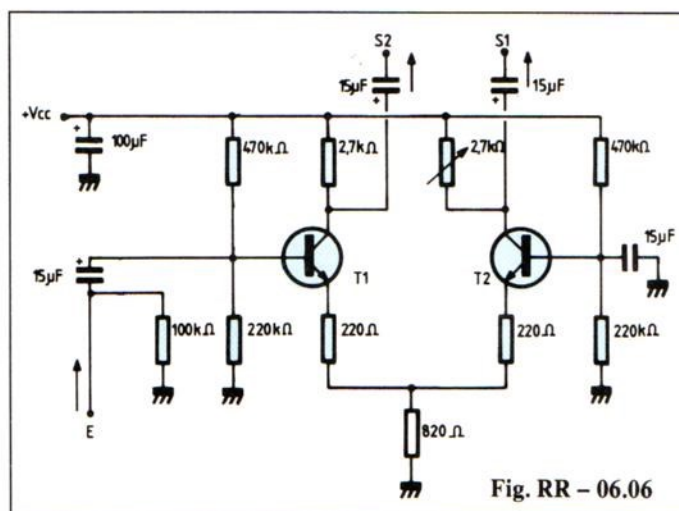 S2
S1
15µF
+
+
15µF
+Vcc
+
100µF
470kΩ
2,7kΩ
2,7kΩ
470kΩ
+
15µF
T1
T2
15µF
100kΩ
220kΩ
220Ω
220Ω
220kΩ
E
820Ω
Fig. RR – 06.06